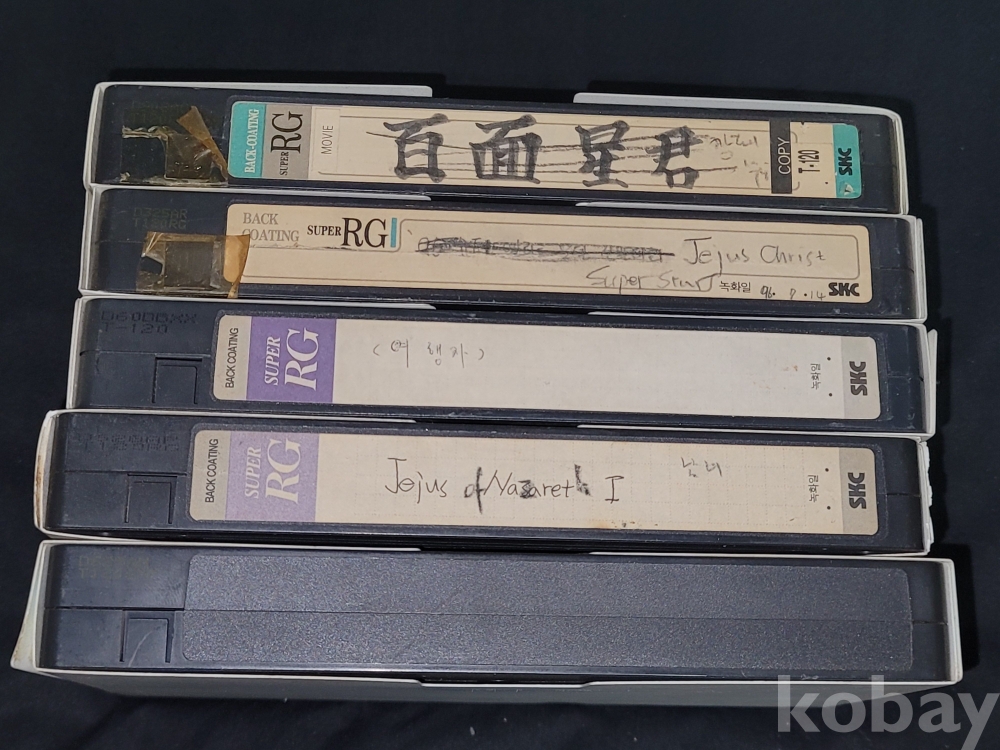 BACK-COATING
SUPER RG
MOVIE
百面星君
COPY
T-120
SKC
BACK
COATING
SUPER RG
Jejus Christ
Super Star
녹화일 96. 8. 14
SKC
T-120
BACK COATING
SUPER
RG
(여행자)
녹화일
SKC
BACK COATING
SUPER
RG
Jejus of Nazareth I
녹화일
SKC
kobay